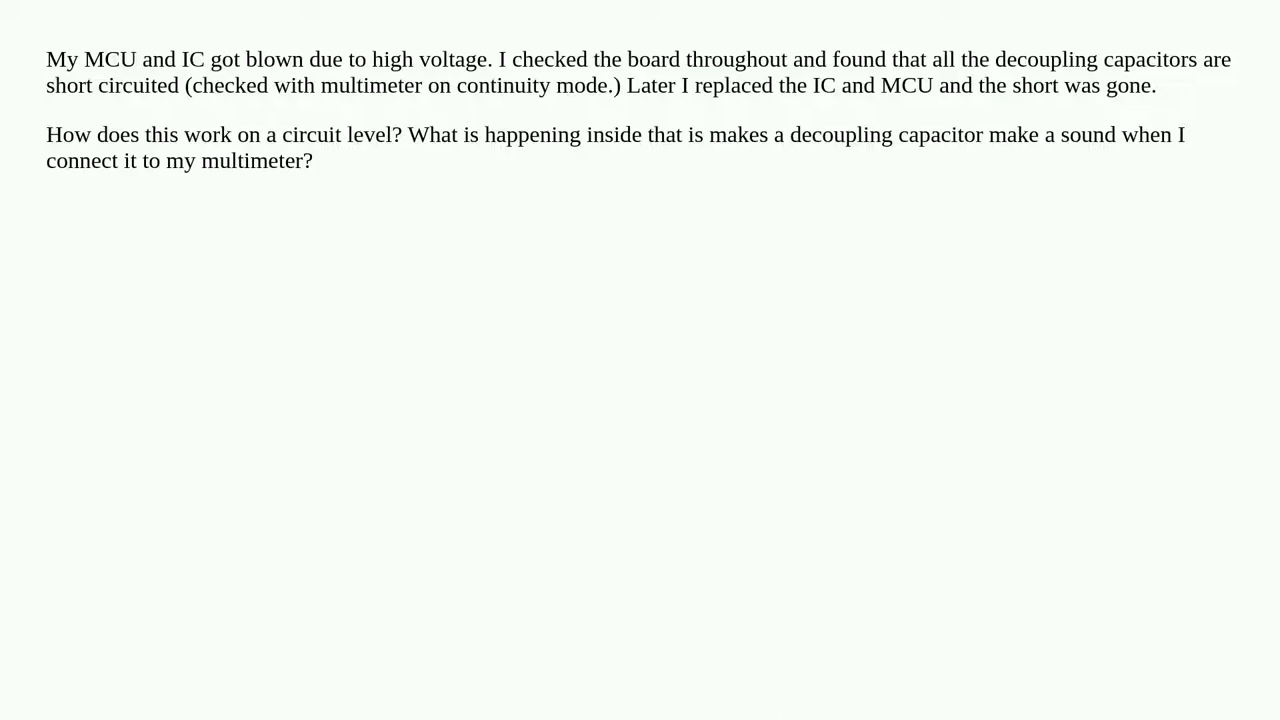 My MCU and IC got blown due to high voltage. I checked the board throughout and found that all the decoupling capacitors are
short circuited (checked with multimeter on continuity mode.) Later I replaced the IC and MCU and the short was gone.
How does this work on a circuit level? What is happening inside that is makes a decoupling capacitor make a sound when I
connect it to my multimeter?